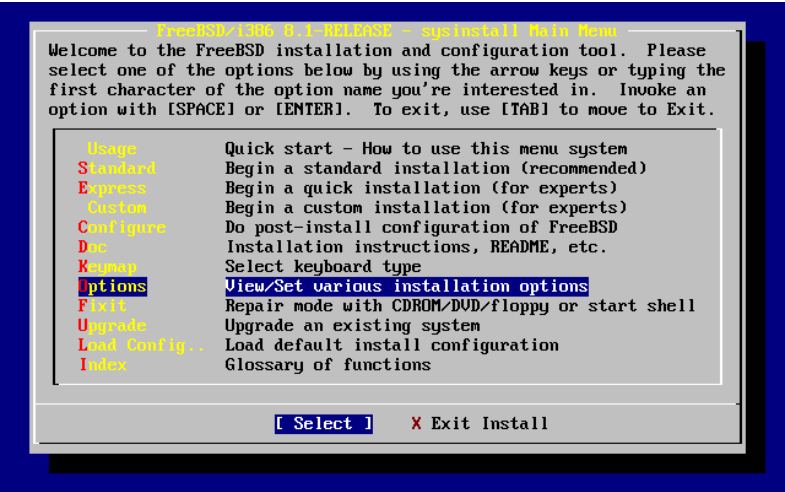 FreeBSD/i386 8.1-RELEASE - sysinstall Main Menu
Welcome to the FreeBSD installation and configuration tool.  Please
select one of the options below by using the arrow keys or typing the
first character of the option name you're interested in.  Invoke an
option with [SPACE] or [ENTER].  To exit, use [TAB] to move to Exit.
Usage Quick start - How to use this menu system
Standard Begin a standard installation (recommended)
Express Begin a quick installation (for experts)
Custom Begin a custom installation (for experts)
Configure Do post-install configuration of FreeBSD
Doc Installation instructions, README, etc.
Keymap Select keyboard type
Options View/Set various installation options
Fixit Repair mode with CDROM/DVD/floppy or start shell
Upgrade Upgrade an existing system
Load Config.. Load default install configuration
Index Glossary of functions
[ Select ] X Exit Install